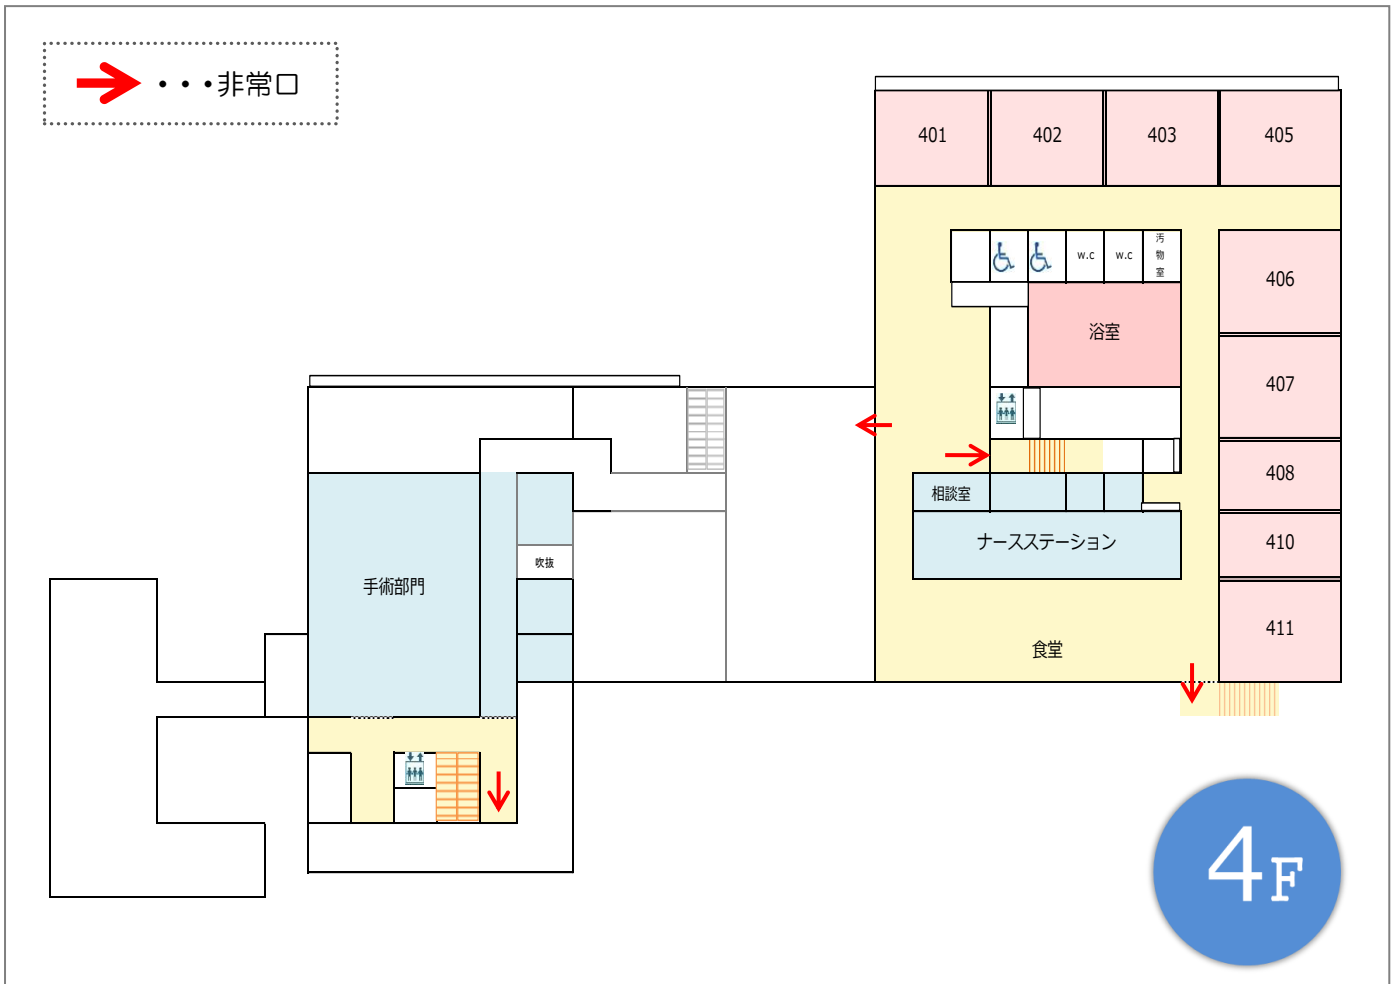 ・・・非常口
401
402
403
405
w.c
w.c
汚物室
406
浴室
407
408
相談室
ナースステーション
410
吹抜
手術部門
411
食堂
4F